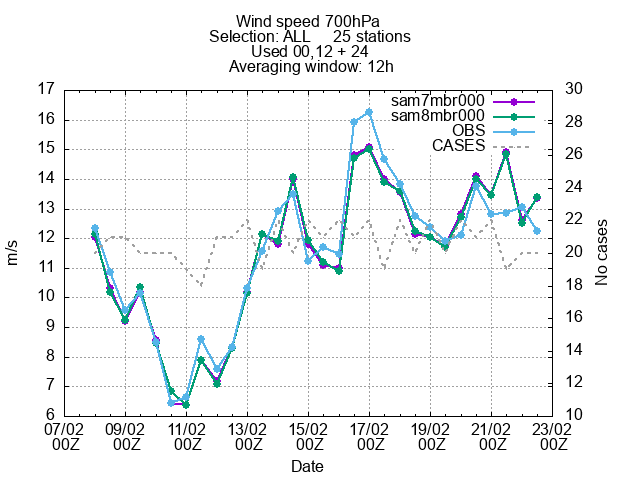 Wind speed 700hPa
Selection: ALL 25 stations
Used 00,12 + 24
Averaging window: 12h
sam7mbr000
sam8mbr000
OBS
CASES
17
16
15
14
13
12
11
10
9
8
7
6
m/s
30
28
26
24
22
20
18
16
14
12
10
No cases
07/02 09/02 11/02 13/02 15/02 17/02 19/02 21/02 23/02
00Z 00Z 00Z 00Z 00Z 00Z 00Z 00Z 00Z
Date